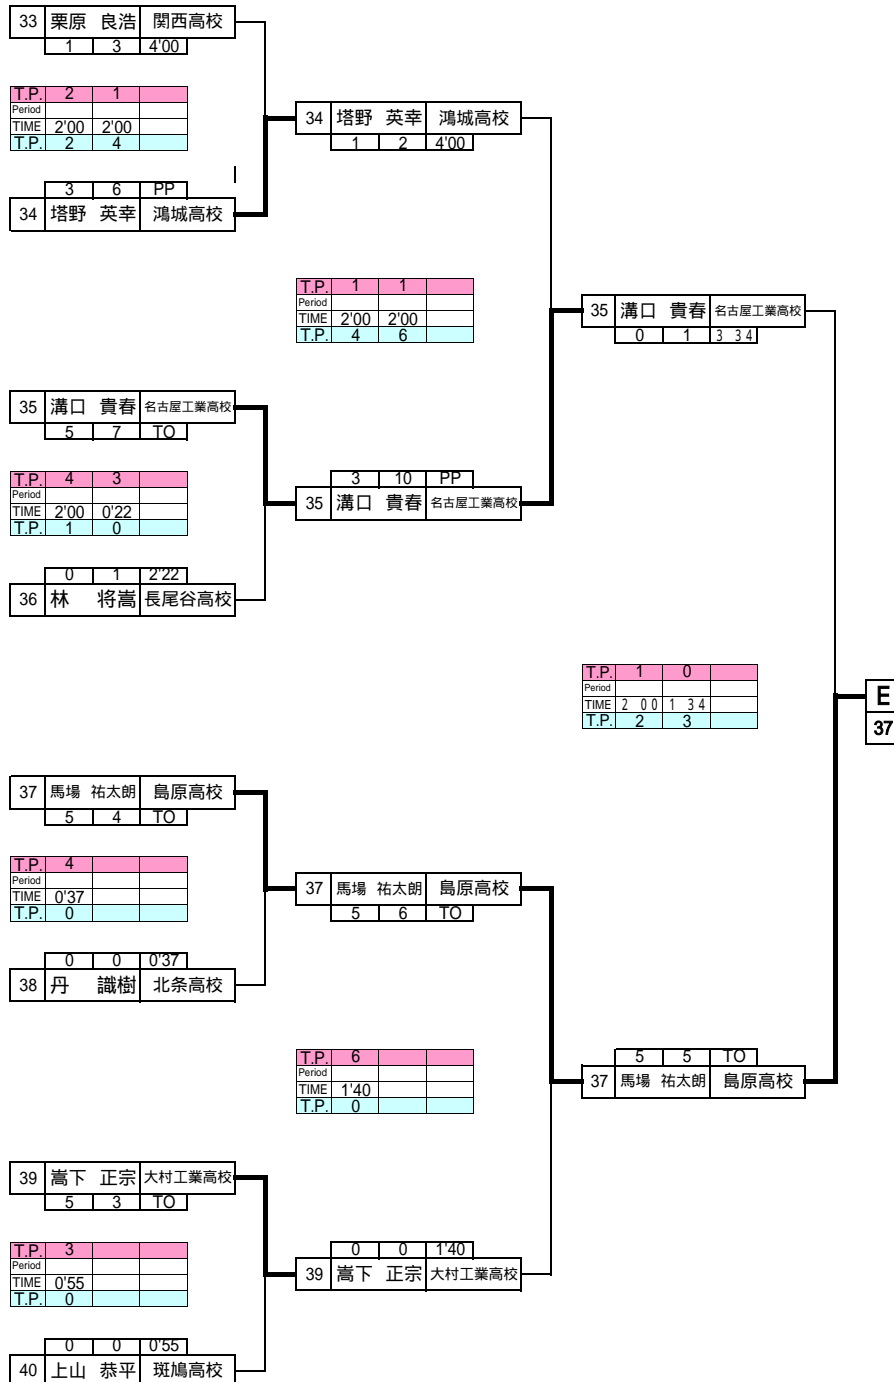 33 栗原 良浩 関西高校
1 3 4'00
T.P. 2 1
Period
TIME 2'00 2'00
T.P. 2 4
3 6 PP
34 塔野 英幸 鴻城高校
34 塔野 英幸 鴻城高校
1 2 4'00
T.P. 1 1
Period
TIME 2'00 2'00
T.P. 4 6
35 溝口 貴春 名古屋工業高校
0 1 3 34
35 溝口 貴春 名古屋工業高校
5 7 TO
T.P. 4 3
Period
TIME 2'00 0'22
T.P. 1 0
3 10 PP
35 溝口 貴春 名古屋工業高校
0 1 2'22
36 林 将嵩 長尾谷高校
T.P. 1 0
Period
TIME 2 00 1 34
T.P. 2 3
E
37
37 馬場 祐太朗 島原高校
5 4 TO
T.P. 4
Period
TIME 0'37
T.P. 0
37 馬場 祐太朗 島原高校
5 6 TO
0 0 0'37
38 丹 識樹 北条高校
T.P. 6
Period
TIME 1'40
T.P. 0
5 5 TO
37 馬場 祐太朗 島原高校
39 嵩下 正宗 大村工業高校
5 3 TO
T.P. 3
Period
TIME 0'55
T.P. 0
0 0 1'40
39 嵩下 正宗 大村工業高校
0 0 0'55
40 上山 恭平 斑鳩高校